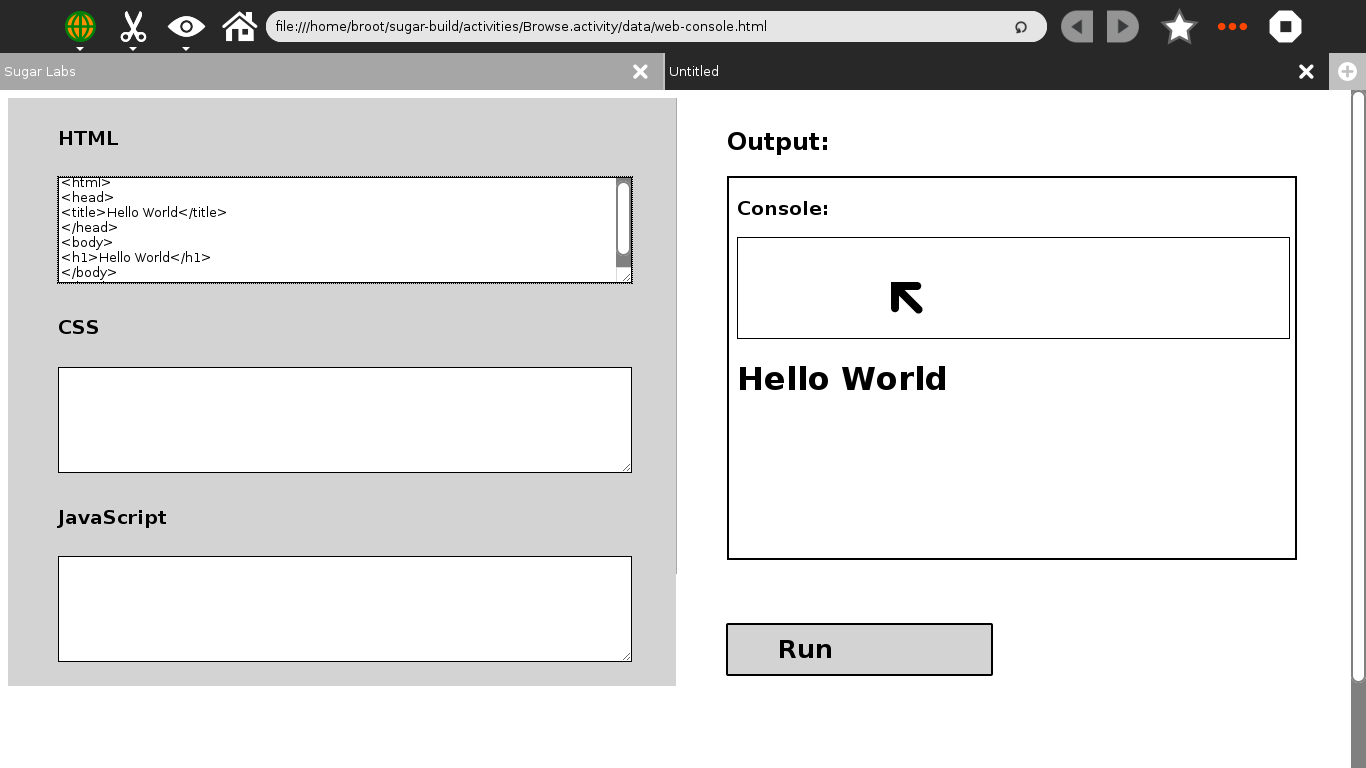 file:///home/broot/sugar-build/activities/Browse.activity/data/web-console.html
Sugar Labs
Untitled
HTML
<html>
<head>
<title>Hello World</title>
</head>
<body>
<h1>Hello World</h1>
</body>
CSS
JavaScript
Output:
Console:
Hello World
Run